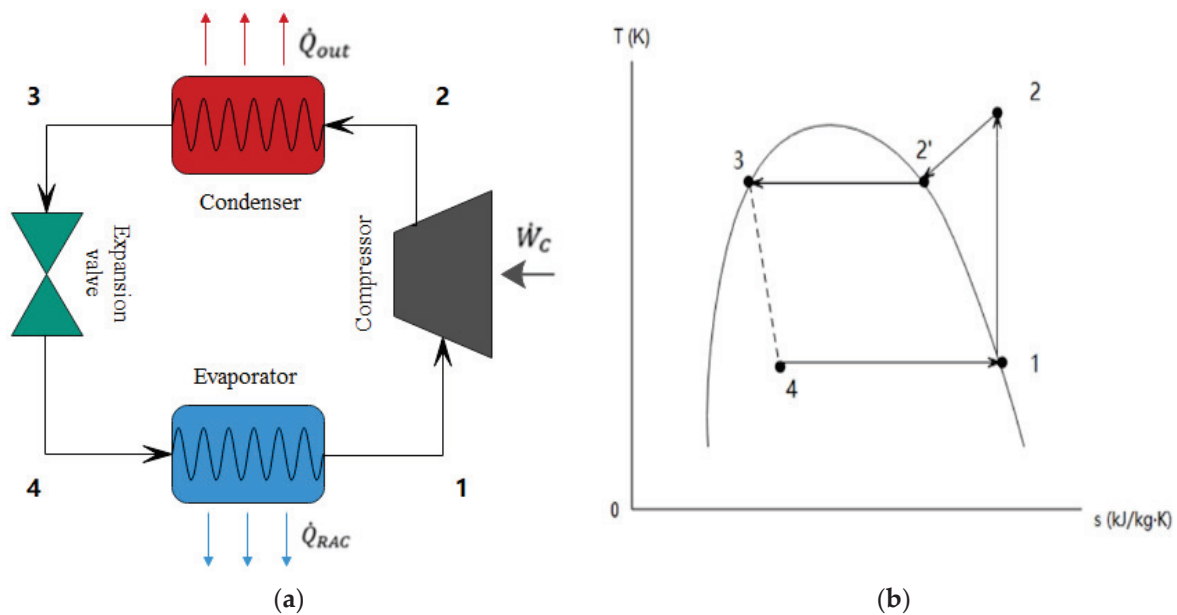 Q̇out
3
2
Condenser
Expansion
valve
Compressor
ẆC
Evaporator
4
1
Q̇RAC
(a)
T (K)
2
2'
3
1
4
0
s (kJ/kg·K)
(b)